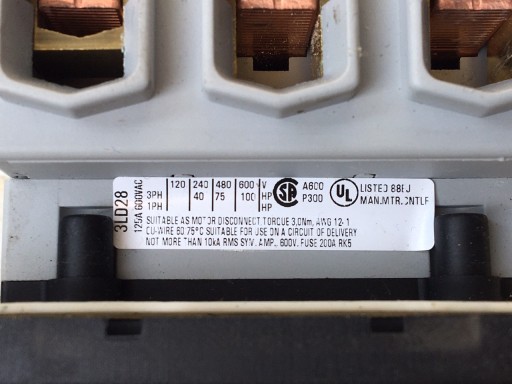 3LD28
125A 600VAC
120 240 480 600 V
3PH 40 75 100 HP
1PH HP
SA A600
P300
UL LISTED
MAN.MTR.CNTLR
SUITABLE AS MOTOR DISCONNECT, TORQUE 3,0Nm, AWG 12-1
CU-WIRE 60 75°C SUITABLE FOR USE ON A CIRCUIT OF DELIVERY
NOT MORE THAN 10kA RMS SYM. AMP., 600V. FUSE 200A RK5